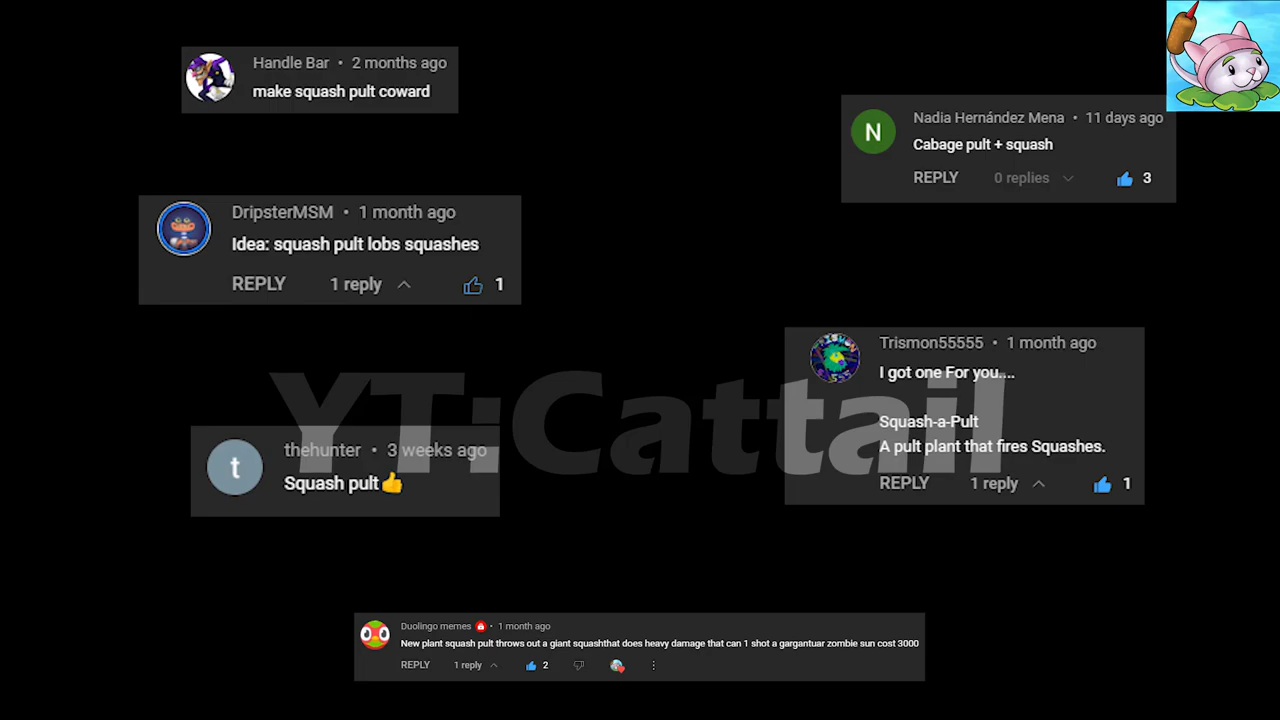 Handle Bar • 2 months ago
make squash pult coward
Nadia Hernández Mena • 11 days ago
Cabage pult + squash
REPLY 0 replies 3
DripsterMSM • 1 month ago
Idea: squash pult lobs squashes
REPLY 1 reply 1
Trismon55555 • 1 month ago
I got one For you....
Squash-a-Pult
A pult plant that fires Squashes.
REPLY 1 reply 1
YT:Cattail
thehunter • 3 weeks ago
t
Squash pult👍
N
Duolingo memes • 1 month ago
New plant squash pult throws out a giant squashthat does heavy damage that can 1 shot a gargantuar zombie sun cost 3000
REPLY 1 reply 2